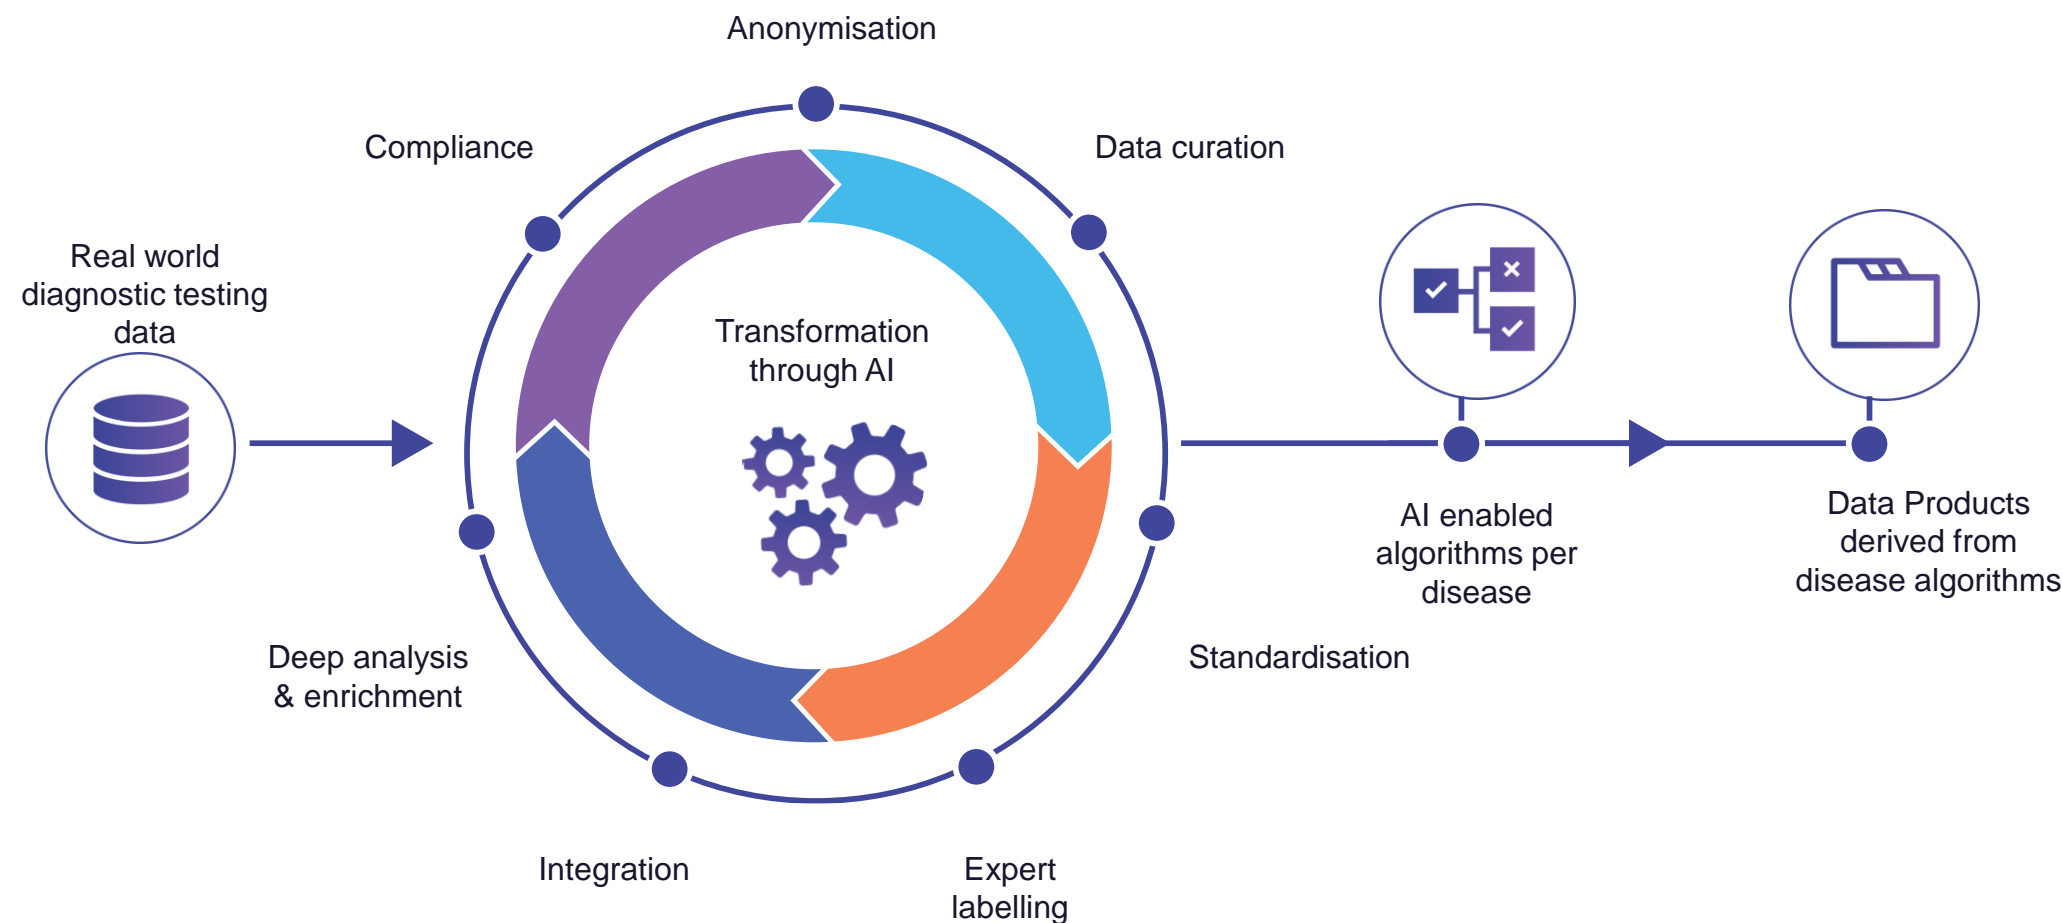 Anonymisation
Compliance
Data curation
Real world
diagnostic testing
data
Transformation
through AI
AI enabled
algorithms per
disease
Data Products
derived from
disease algorithms
Deep analysis
& enrichment
Standardisation
Integration
Expert
labelling